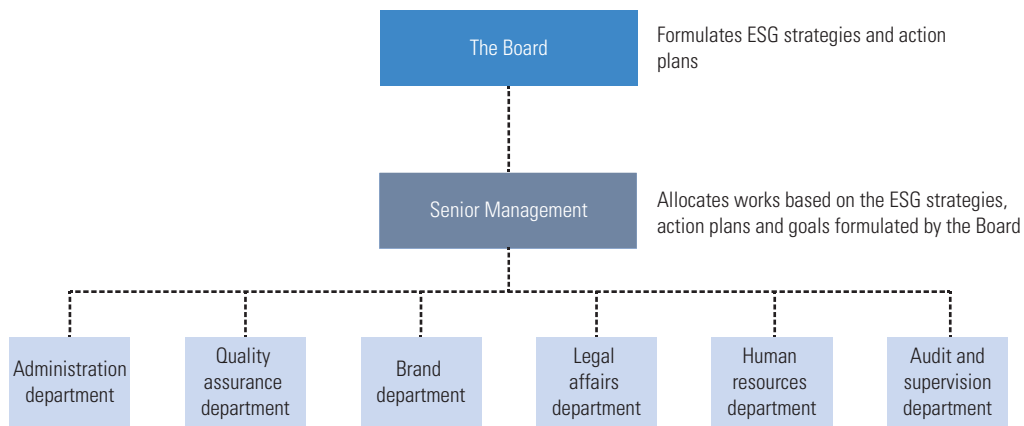 The Board
Formulates ESG strategies and action
plans
Senior Management
Allocates works based on the ESG strategies,
action plans and goals formulated by the Board
Administration
department
Quality
assurance
department
Brand
department
Legal
affairs
department
Human
resources
department
Audit and
supervision
department